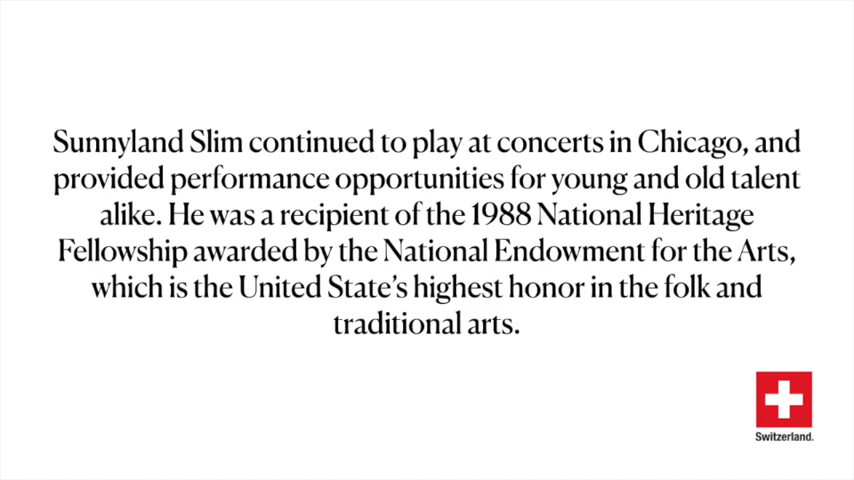 Sunnyland Slim continued to play at concerts in Chicago, and
provided performance opportunities for young and old talent
alike. He was a recipient of the 1988 National Heritage
Fellowship awarded by the National Endowment for the Arts,
which is the United State’s highest honor in the folk and
traditional arts.
Switzerland.